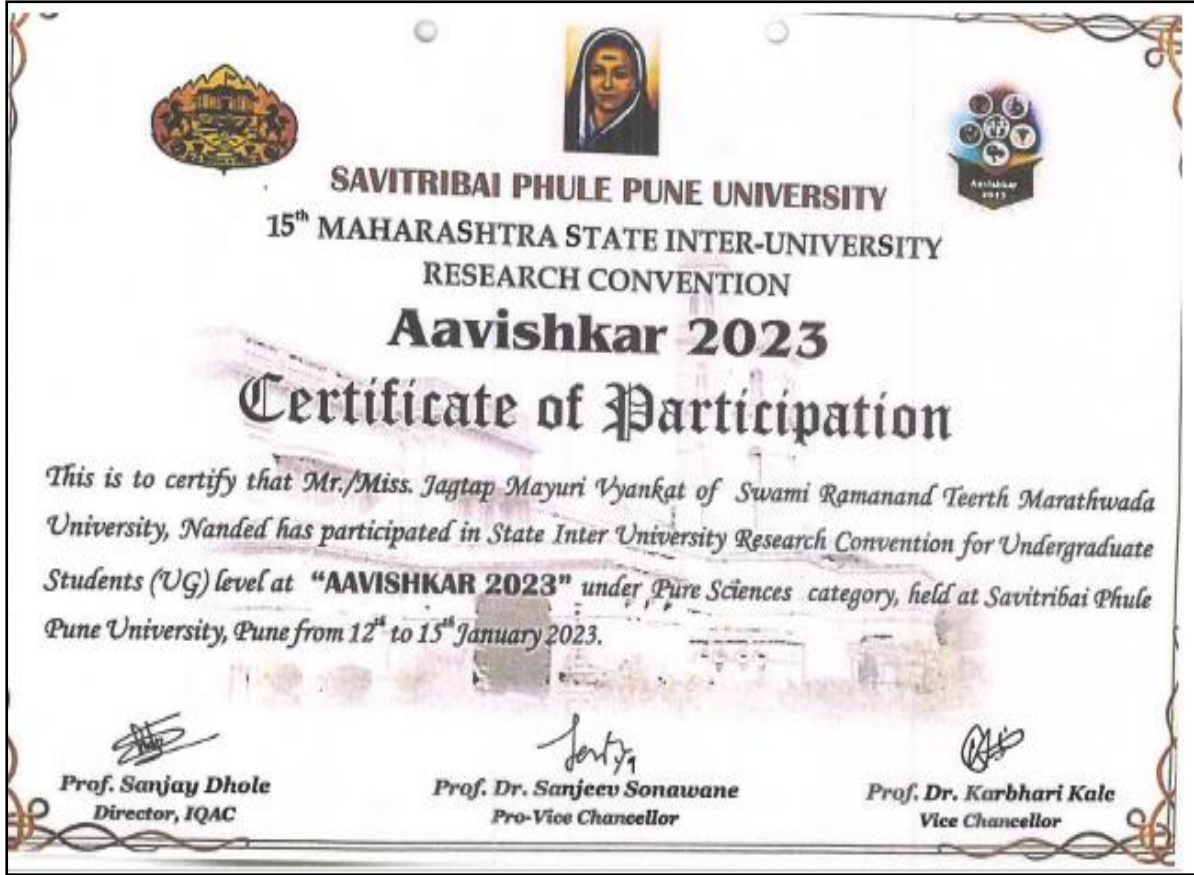 SAVITRIBAI PHULE PUNE UNIVERSITY
15th MAHARASHTRA STATE INTER-UNIVERSITY
RESEARCH CONVENTION
Aavishkar 2023
Certificate of Participation
This is to certify that Mr./Miss. Jagtap Mayuri Vyankat of Swami Ramanand Teerth Marathwada
University, Nanded has participated in State Inter University Research Convention for Undergraduate
Students (UG) level at "AAVISHKAR 2023" under Pure Sciences category, held at Savitribai Phule
Pune University, Pune from 12th to 15th January 2023.
Prof. Sanjay Dhole
Director, IQAC
Prof. Dr. Sanjeev Sonawane
Pro-Vice Chancellor
Prof. Dr. Karbhari Kale
Vice Chancellor
Aavishkar
2023